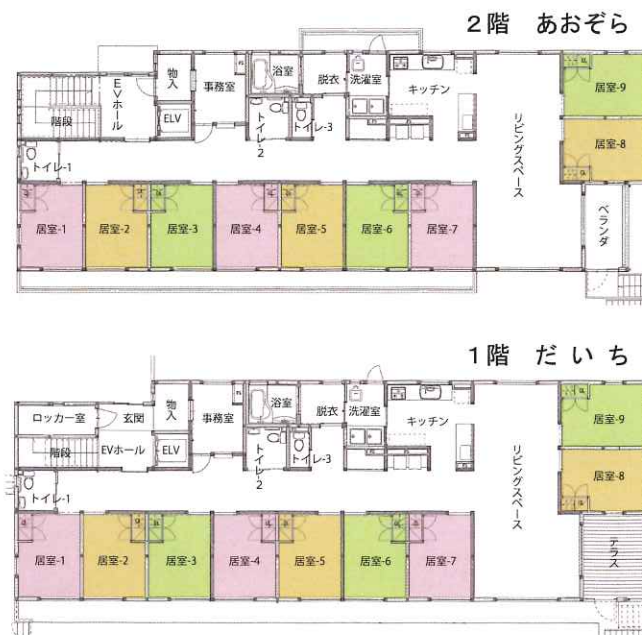 2階 あおぞら
EVホール
物入
事務室
浴室
脱衣
洗濯室
キッチン
リビングスペース
居室-9
階段
ELV
トイレ-2
トイレ-3
居室-8
トイレ-1
ベランダ
居室-1
居室-2
居室-3
居室-4
居室-5
居室-6
居室-7
1階 だいち
ロッカー室
玄関
物入
事務室
浴室
脱衣
洗濯室
キッチン
リビングスペース
居室-9
階段
EVホール
ELV
トイレ-2
トイレ-3
居室-8
トイレ-1
テラス
居室-1
居室-2
居室-3
居室-4
居室-5
居室-6
居室-7